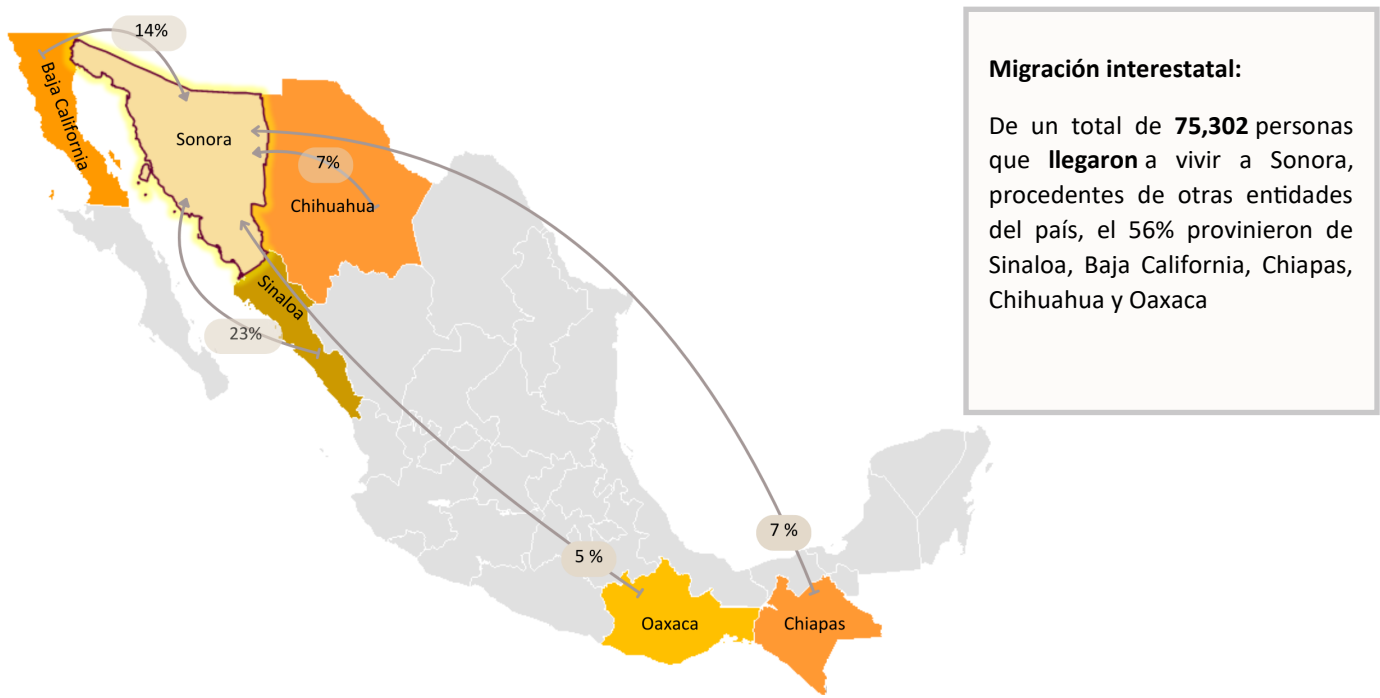 14%
Baja California
Sonora
7%
Chihuahua
Sinaloa
23%
5 %
7 %
Oaxaca
Chiapas
Migración interestatal:
De un total de 75,302 personas
que llegaron a vivir a Sonora,
procedentes de otras entidades
del país, el 56% provinieron de
Sinaloa, Baja California, Chiapas,
Chihuahua y Oaxaca